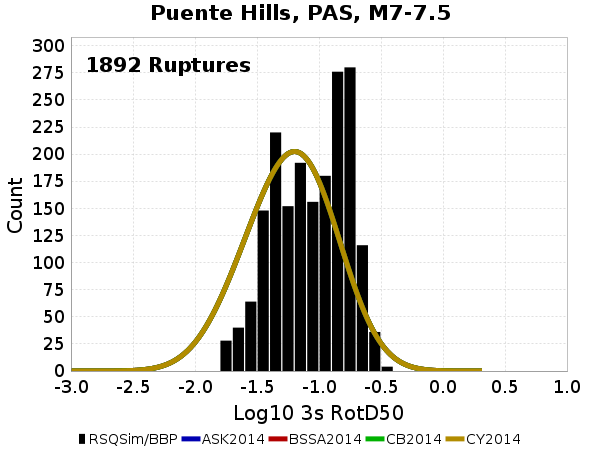 Puente Hills, PAS, M7-7.5
1892 Ruptures
Count
300
275
250
225
200
175
150
125
100
75
50
25
0
-3.0 -2.5 -2.0 -1.5 -1.0 -0.5 0.0 0.5 1.0
Log10 3s RotD50
RSQSim/BBP ASK2014 BSSA2014 CB2014 CY2014